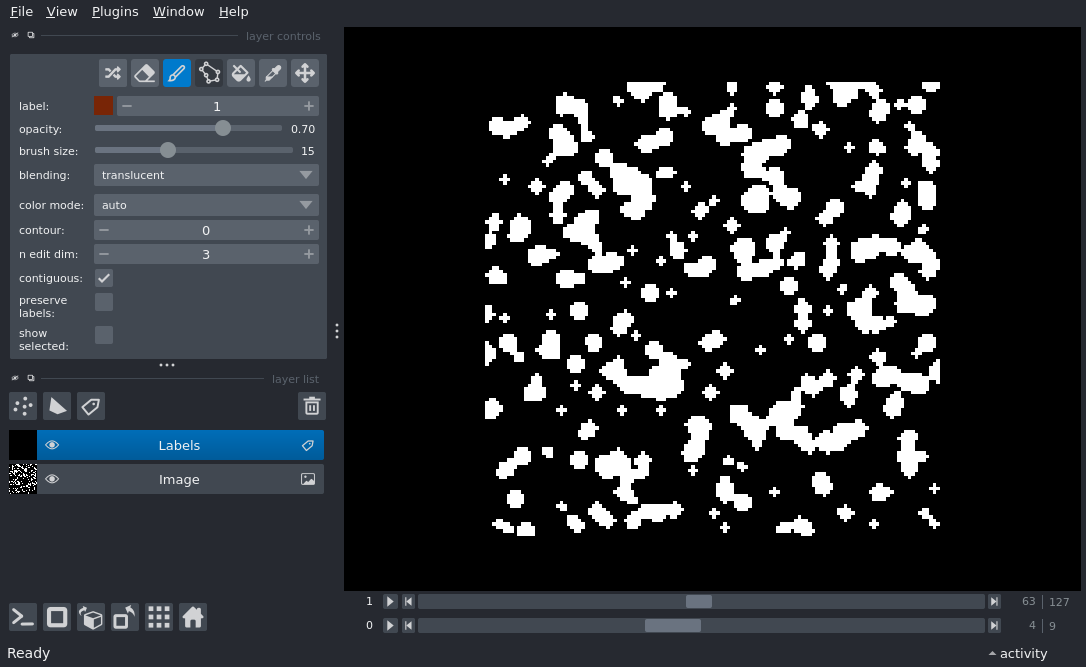 File View Plugins Window Help
layer controls
label: 1
opacity: 0.70
brush size: 15
blending: translucent
color mode: auto
contour: 0
n edit dim: 3
contiguous:
preserve
labels:
show
selected:
layer list
Labels
Image
1 63 127
0 4 9
Ready activity